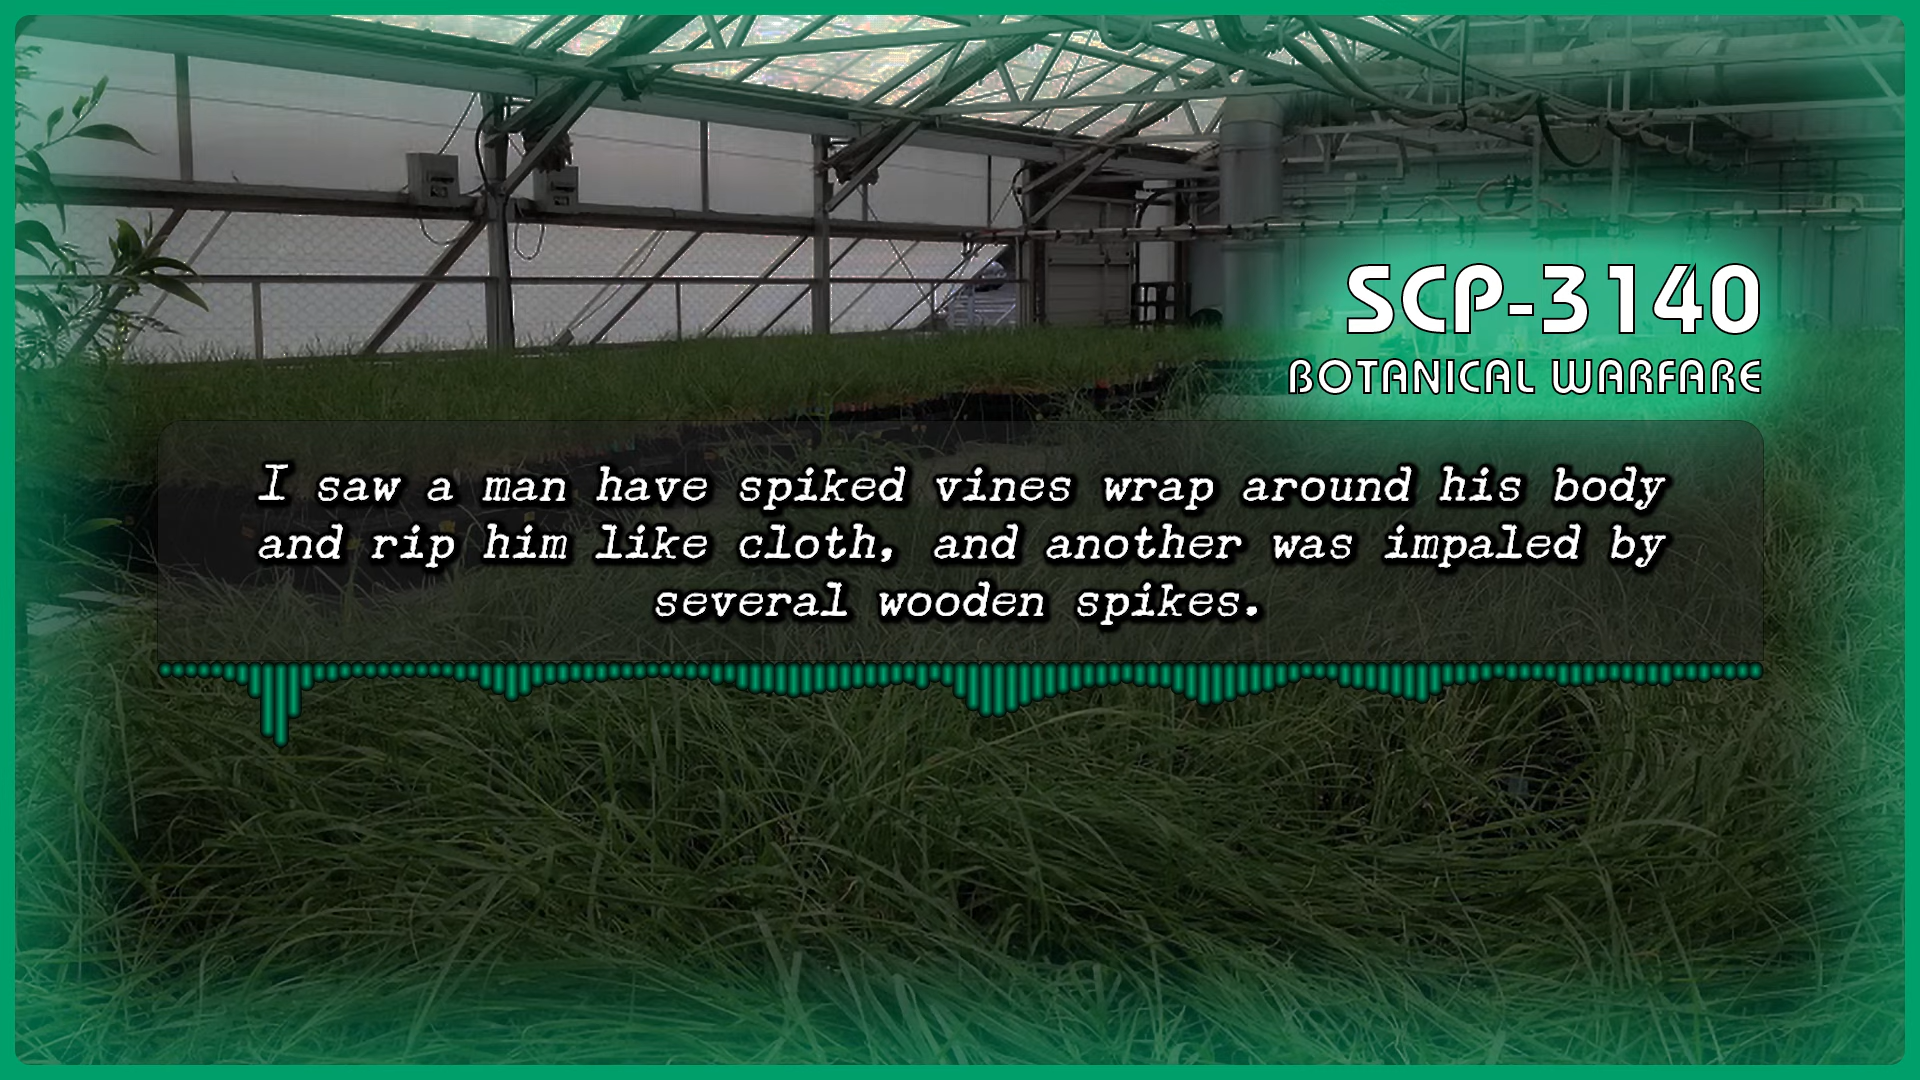 SCP-3140
BOTANICAL WARFARE
I saw a man have spiked vines wrap around his body
and rip him like cloth, and another was impaled by
several wooden spikes.